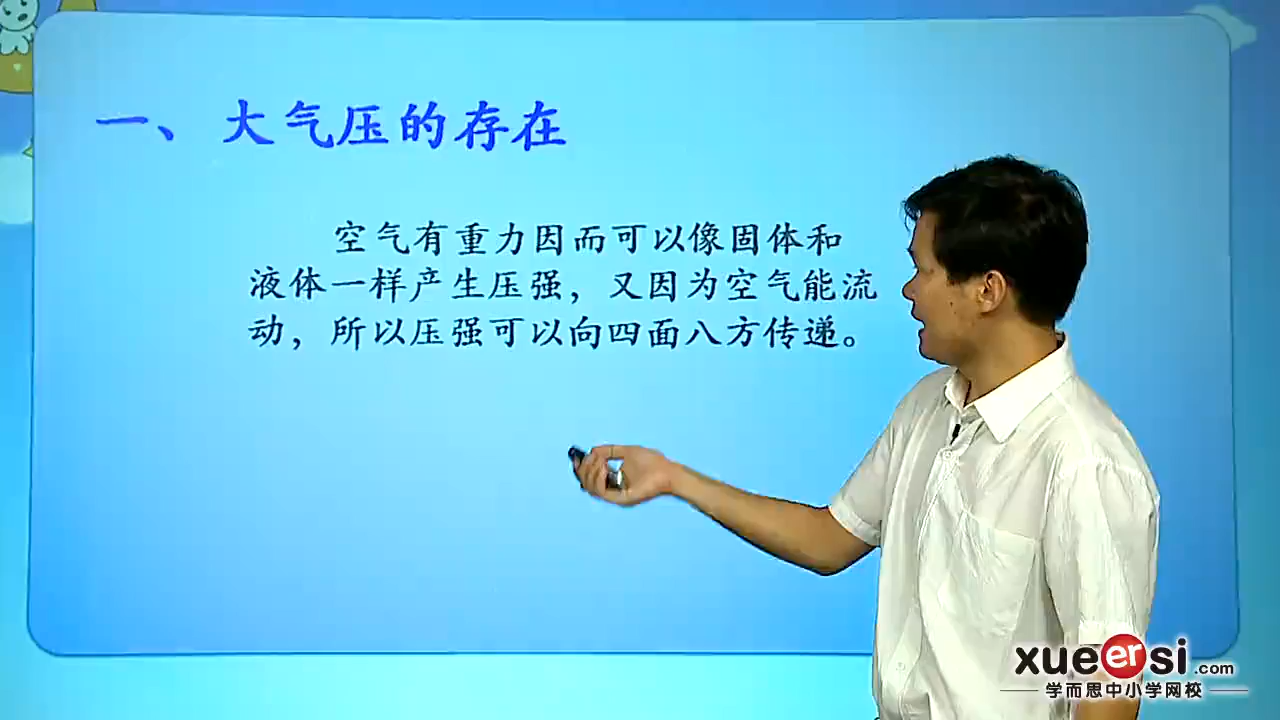 一、大气压的存在
空气有重力因而可以像固体和
液体一样产生压强，又因为空气能流
动，所以压强可以向四面八方传递。
xueersi.com
学而思中小学网校